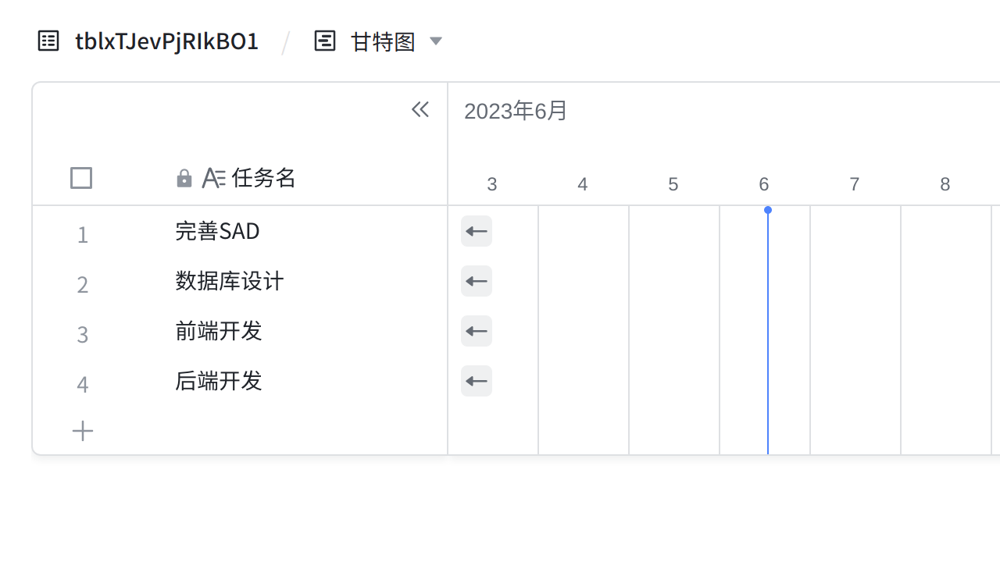 tblxTJevPjRIkBO1 / 甘特图
2023年6月
任务名
3 4 5 6 7 8
1 完善SAD
2 数据库设计
3 前端开发
4 后端开发